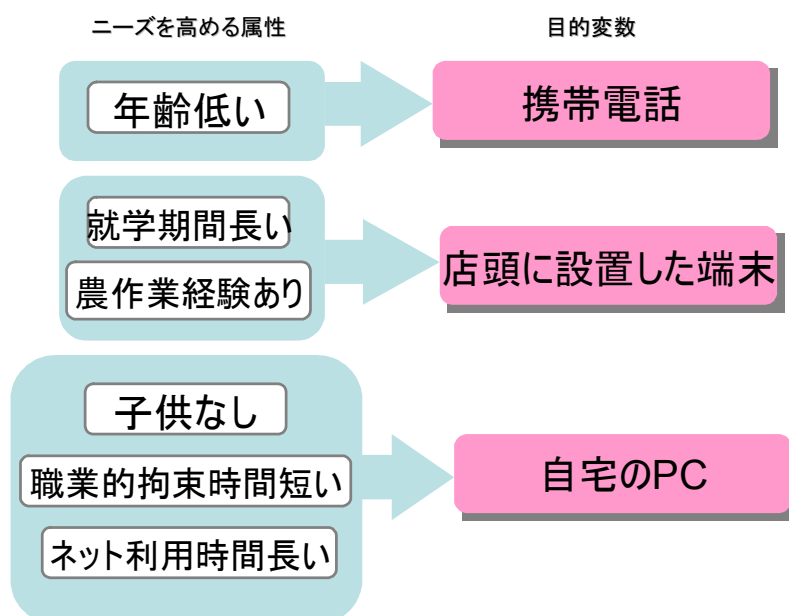 ニーズを高める属性
目的変数
年齢低い
携帯電話
就学期間長い
農作業経験あり
店頭に設置した端末
子供なし
職業的拘束時間短い
ネット利用時間長い
自宅のPC